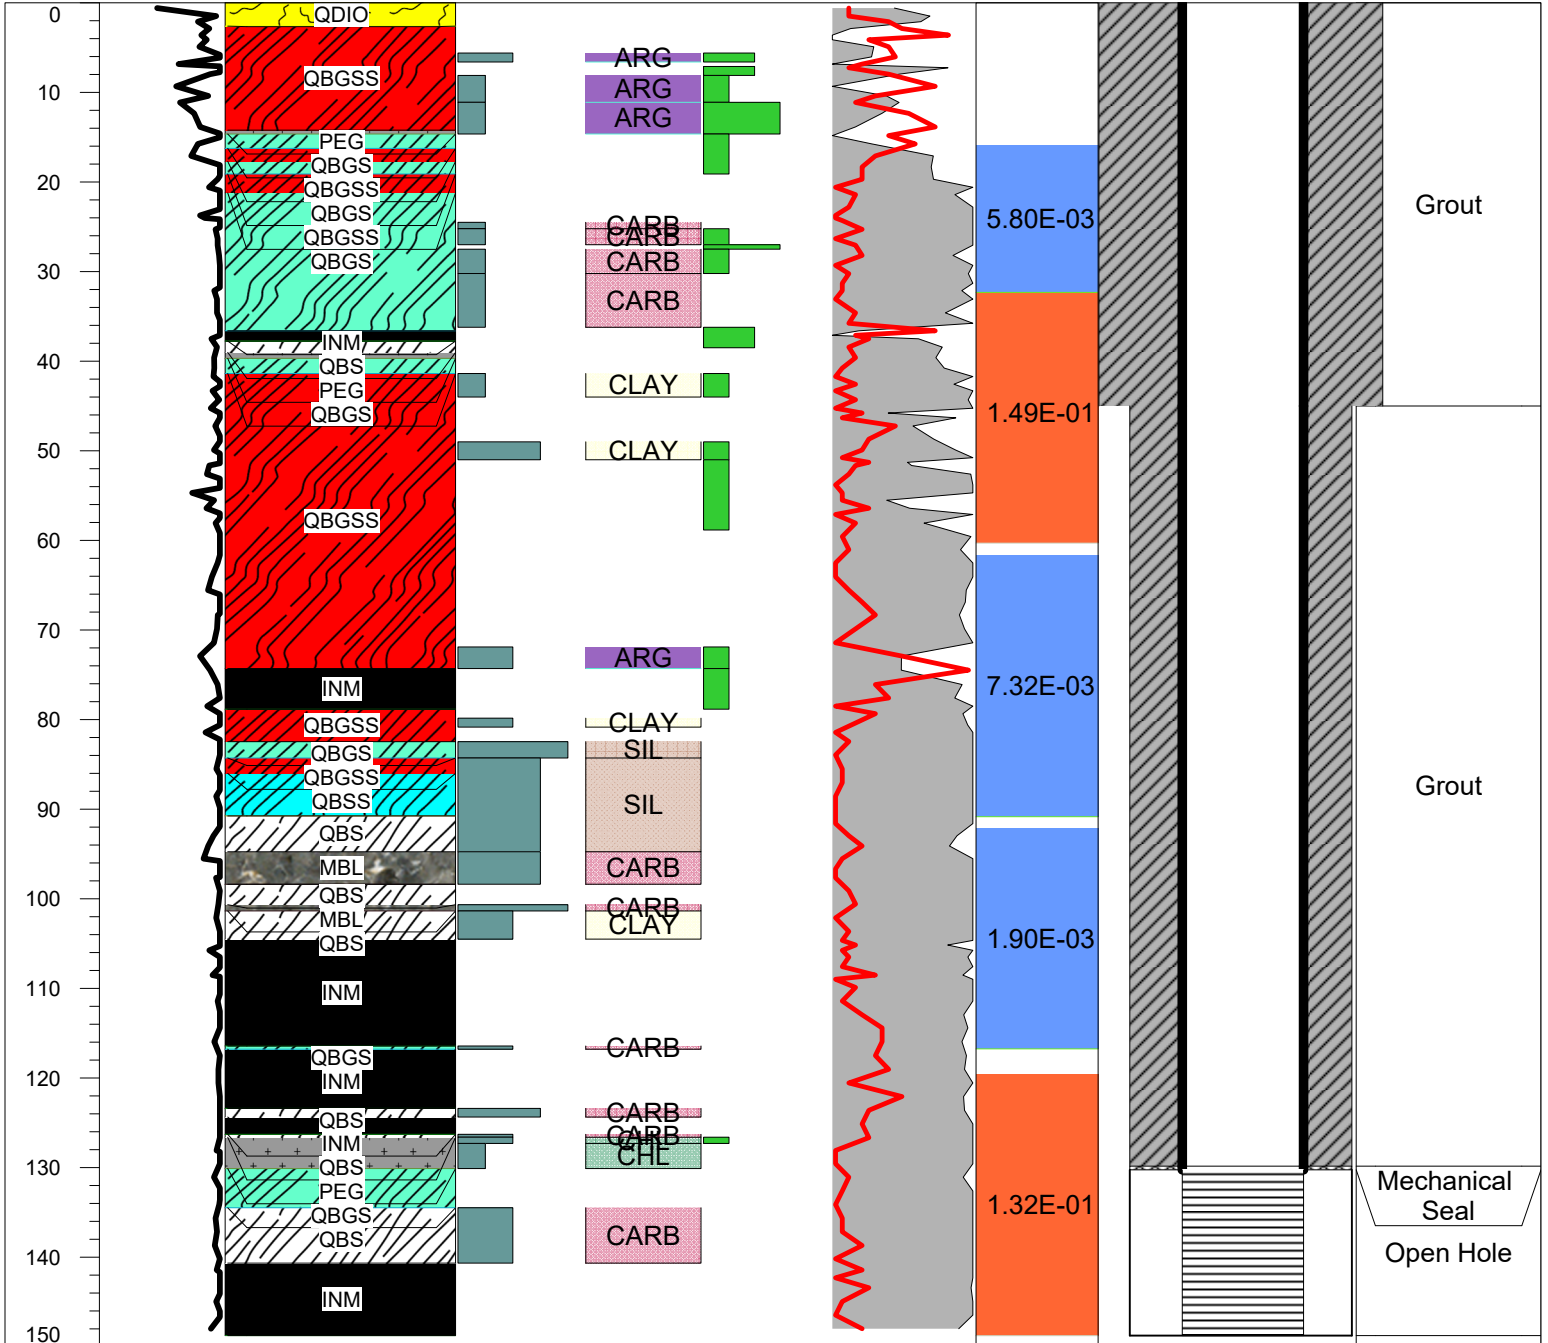 0
10
20
30
40
50
60
70
80
90
100
110
120
130
140
150
QDIO
QBGSS
PEG
QBGS
QBGSS
QBGS
QBGSS
QBGS
INM
QBS
PEG
QBGS
QBGSS
INM
QBGSS
QBGS
QBGSS
QBSS
QBS
MBL
QBS
MBL
QBS
INM
QBGS
INM
QBS
INM
QBS
PEG
QBGS
QBS
INM
ARG
ARG
ARG
CARB
CARB
CARB
CARB
CLAY
CLAY
ARG
CLAY
SIL
SIL
CARB
CARB
CLAY
CARB
CARB
CARB
CHL
CHL
CARB
5.80E-03
1.49E-01
7.32E-03
1.90E-03
1.32E-01
Grout
Grout
Mechanical
Seal
Open Hole